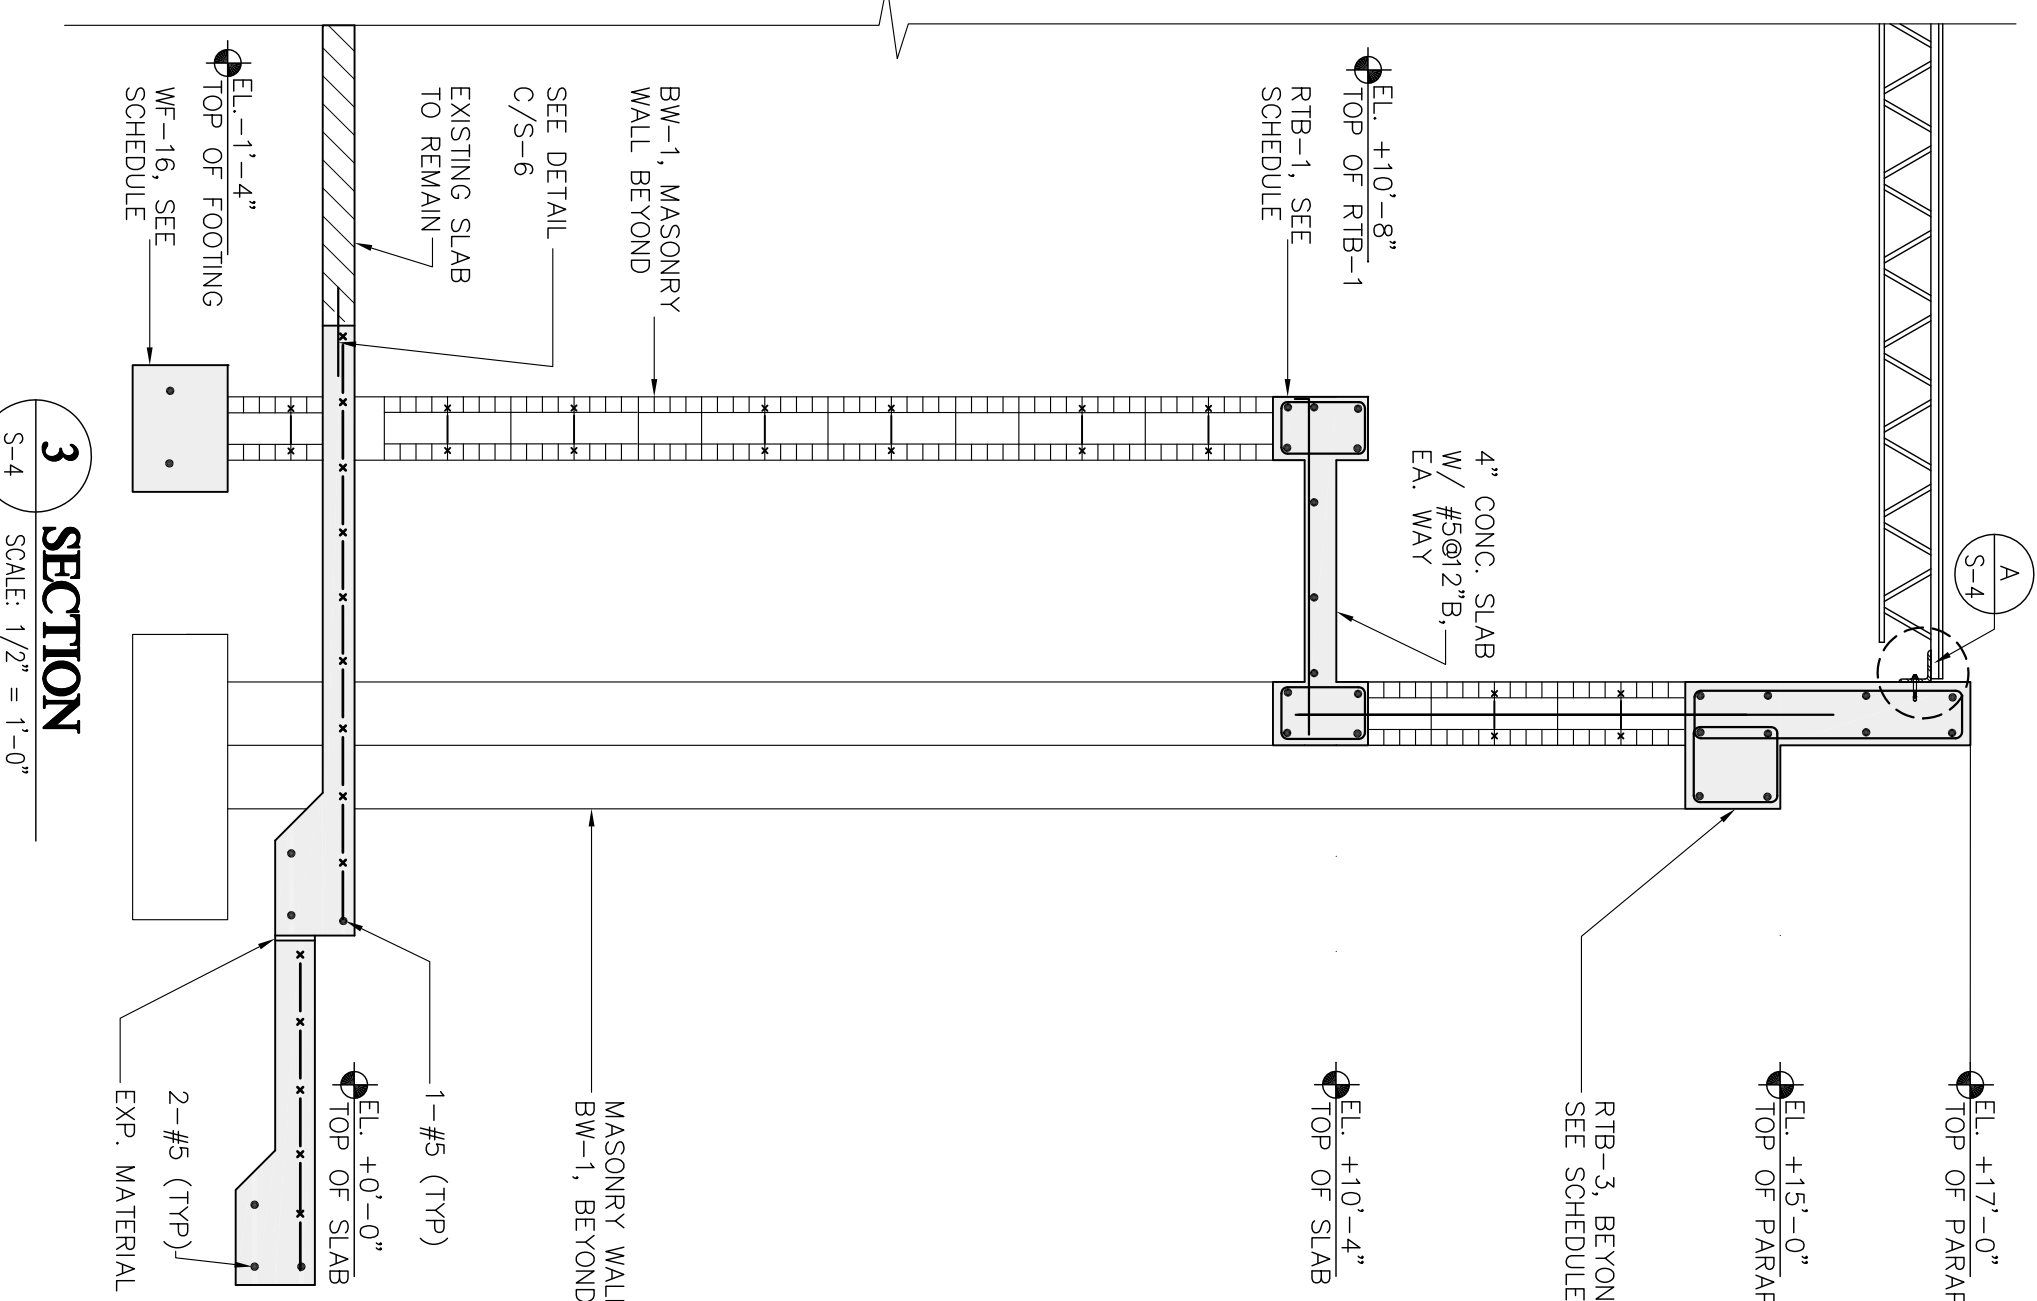 EL. +17'-0"
TOP OF PARAP
EL. +15'-0"
TOP OF PARAP
A
S-4
RTB-3, BEYON
SEE SCHEDULE
EL. +10'-8"
TOP OF RTB-1
RTB-1, SEE
SCHEDULE
4" CONC. SLAB
W/ #5@12"B,
EA. WAY
EL. +10'-4"
TOP OF SLAB
BW-1, MASONRY
WALL BEYOND
MASONRY WALL
BW-1, BEYOND
SEE DETAIL
C/S-6
EXISTING SLAB
TO REMAIN
1-#5 (TYP)
EL. +0'-0"
TOP OF SLAB
EL.-1'-4"
TOP OF FOOTING
WF-16, SEE
SCHEDULE
2-#5 (TYP)
EXP. MATERIAL
3
S-4
SECTION
SCALE: 1/2" = 1'-0"